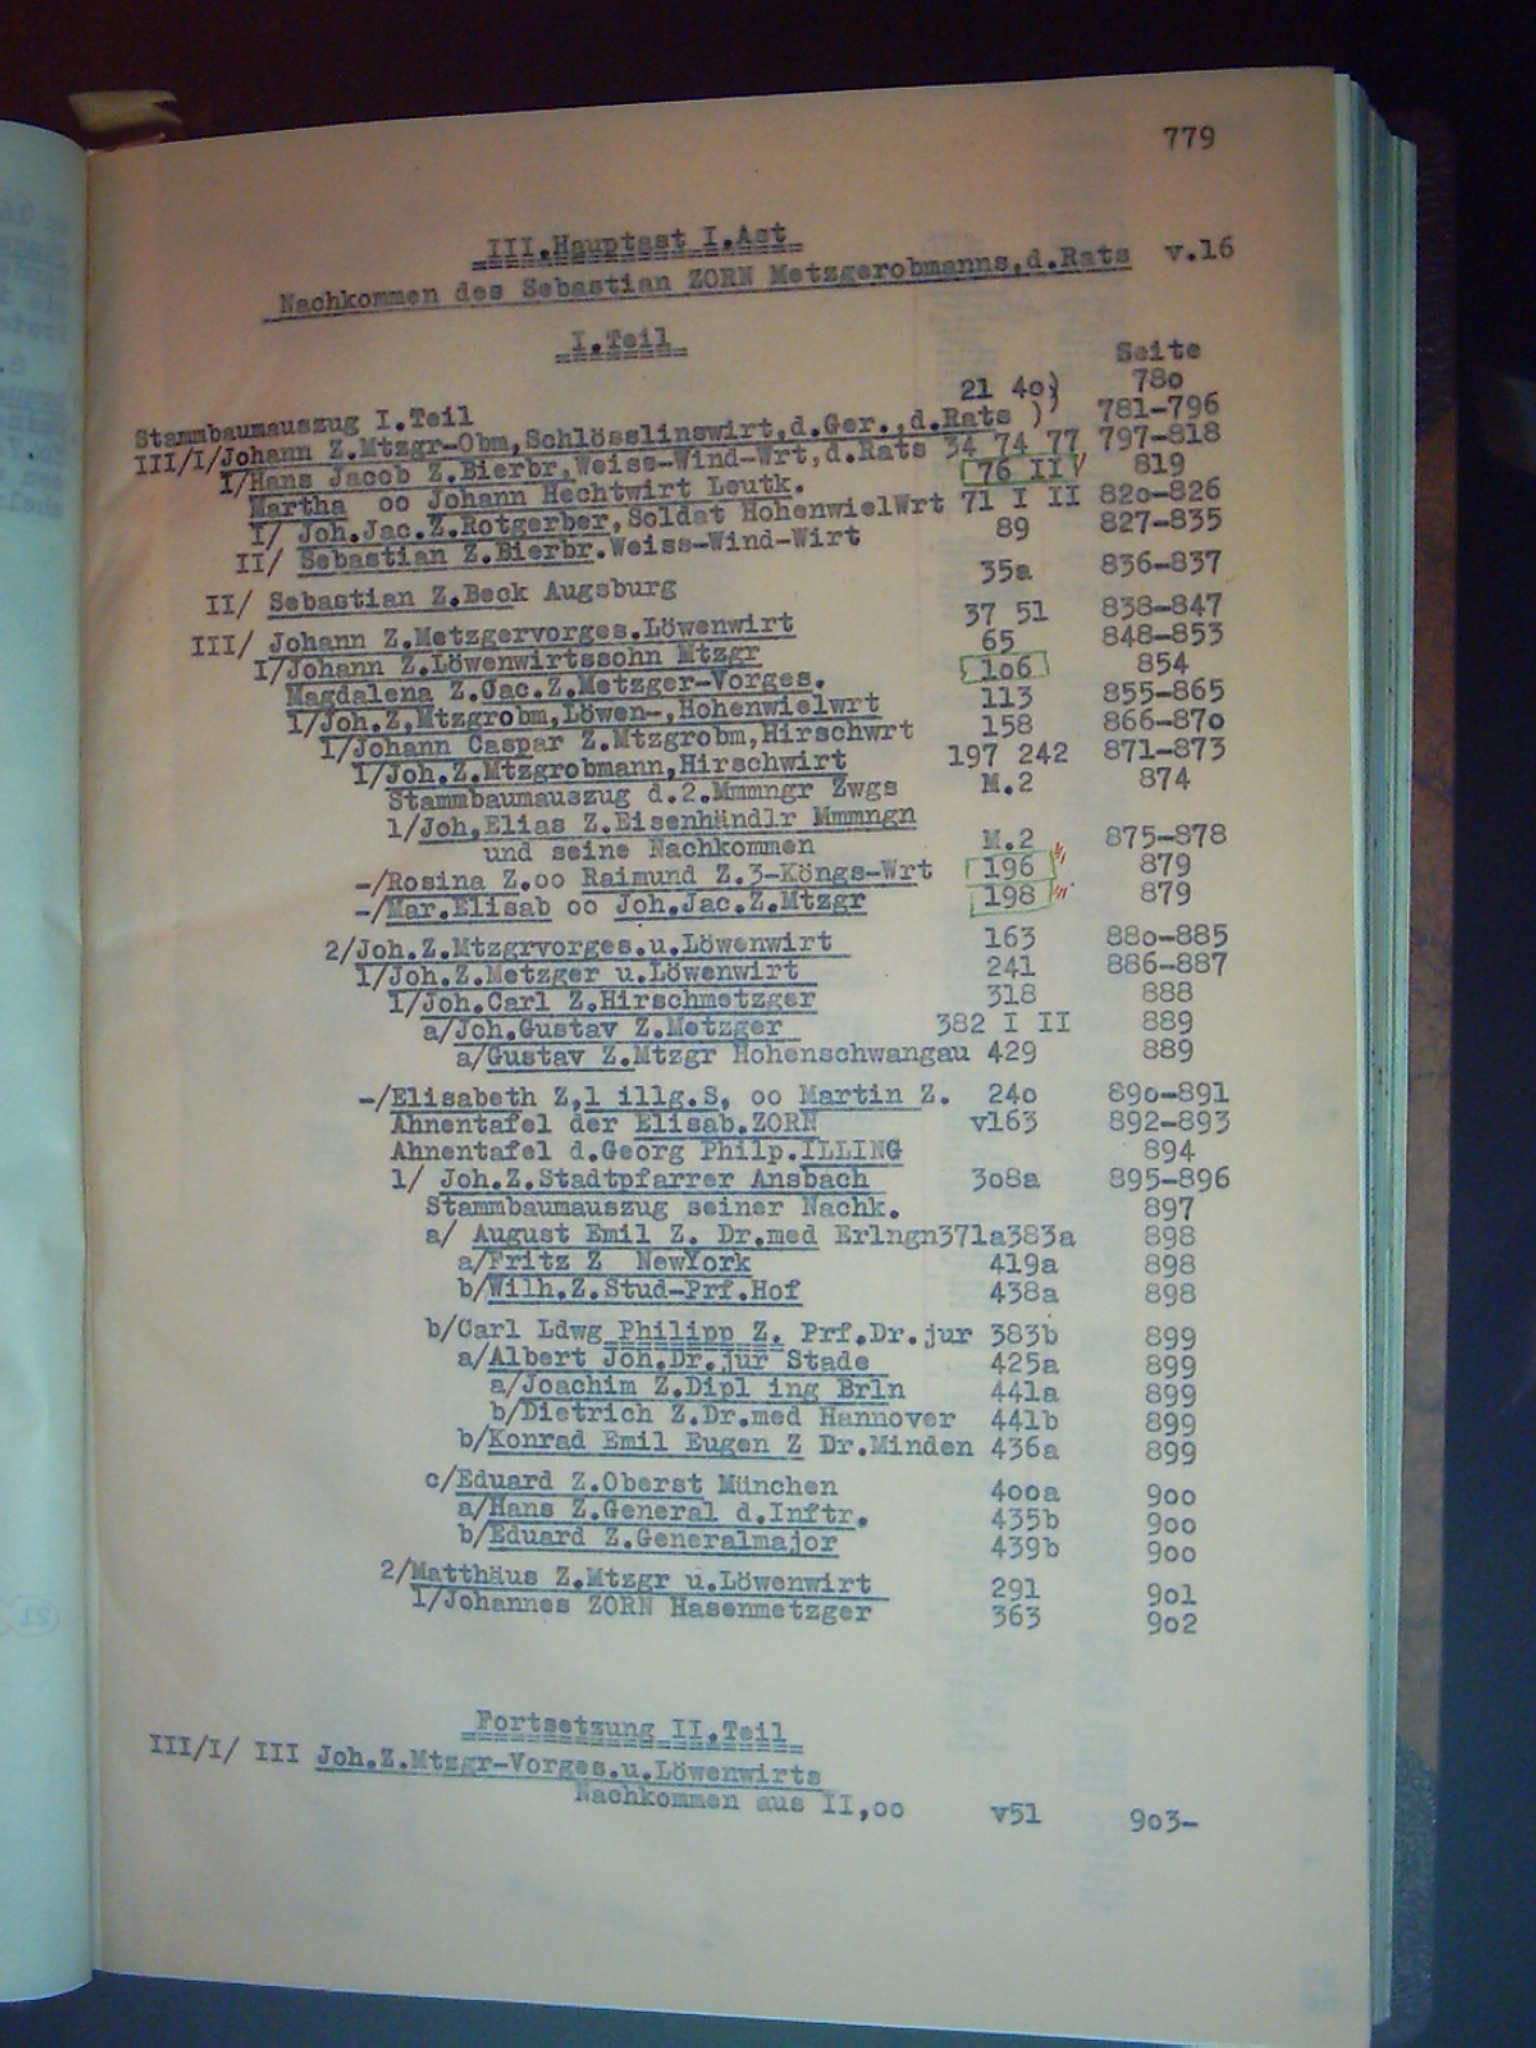 779
III.Hauptast I.Ast
Nachkommen des Sebastian ZORN Metzgerobmanns,d.Rats v.16
I.Teil
Seite
Stammbaumauszug I.Teil 780
III/I/Johann Z.Mtzgr-Obm,Schlösslinswirt,d.Ger.,d.Rats 21 4o) 781-796
I/Hans Jacob Z.Bierbr,Weiss-Wind-Wrt,d.Rats 34 74 77 797-818
Martha oo Johann Hechtwirt Leutk. 76 II 819
I/ Joh.Jac.Z.Rotgerber,Soldat HohenwielWrt 71 I II 82o-826
II/ Sebastian Z.Bierbr.Weiss-Wind-Wirt 89 827-835
II/ Sebastian Z.Beck Augsburg 35a 836-837
III/ Johann Z.Metzgervorges.Löwenwirt 37 51 838-847
I/Johann Z.Löwenwirtssohn Mtzgr 65 848-853
Magdalena Z.Jac.Z.Metzger-Vorges. 1o6 854
1/Joh.Z,Mtzgrobm,Löwen-,Hohenwielwrt 113 855-865
1/Johann Caspar Z.Mtzgrobm,Hirschwrt 158 866-87o
1/Joh.Z.Mtzgrobmann,Hirschwirt 197 242 871-873
Stammbaumauszug d.2.Mmmngr Zwgs M.2 874
1/Joh,Elias Z.Eisenhändlr Mmmngn
und seine Nachkommen M.2 875-878
-/Rosina Z.oo Raimund Z.3-Köngs-Wrt 196 879
-/Mar.Elisab oo Joh.Jac.Z.Mtzgr 198 879
2/Joh.Z.Mtzgrvorges.u.Löwenwirt 163 88o-885
1/Joh.Z.Metzger u.Löwenwirt 241 886-887
1/Joh.Carl Z.Hirschmetzger 318 888
a/Joh.Gustav Z.Metzger 382 I II 889
a/Gustav Z.Mtzgr Hohenschwangau 429 889
-/Elisabeth Z,l illg.S, oo Martin Z. 24o 89o-891
Ahnentafel der Elisab.ZORN v163 892-893
Ahnentafel d.Georg Philp.ILLING 894
1/ Joh.Z.Stadtpfarrer Ansbach 3o8a 895-896
Stammbaumauszug seiner Nachk. 897
a/ August Emil Z. Dr.med Erlngn371a383a 898
a/Fritz Z NewYork 419a 898
b/Wilh.Z.Stud-Prf.Hof 438a 898
b/Carl Ldwg Philipp Z. Prf.Dr.jur 383b 899
a/Albert Joh.Dr.jur Stade 425a 899
a/Joachim Z.Dipl ing Brln 441a 899
b/Dietrich Z.Dr.med Hannover 441b 899
b/Konrad Emil Eugen Z Dr.Minden 436a 899
c/Eduard Z.Oberst München 4ooa 9oo
a/Hans Z.General d.Inftr. 435b 9oo
b/Eduard Z.Generalmajor 439b 9oo
2/Matthäus Z.Mtzgr u.Löwenwirt 291 9o1
1/Johannes ZORN Hasenmetzger 363 9o2
Fortsetzung II.Teil
III/I/ III Joh.Z.Mtzgr-Vorges.u.Löwenwirts
Nachkommen aus II,oo v51 9o3-